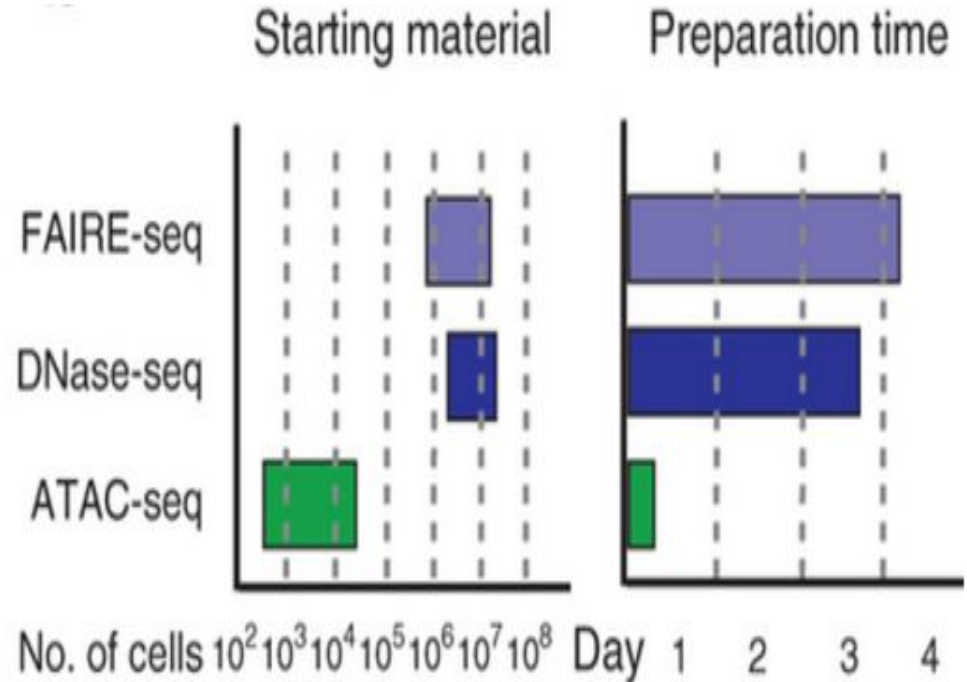 Starting material Preparation time
FAIRE-seq
DNase-seq
ATAC-seq
No. of cells 10² 10³ 10⁴ 10⁵ 10⁶ 10⁷ 10⁸ Day 1 2 3 4